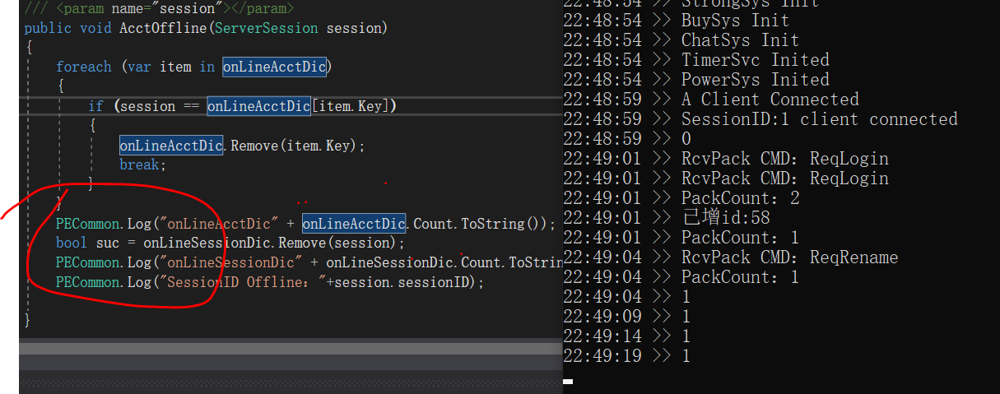 /// <param name="session"></param>
public void AcctOffline(ServerSession session)
{
foreach (var item in onLineAcctDic)
{
if (session == onLineAcctDic[item.Key])
{
onLineAcctDic.Remove(item.Key);
break;
}
}
PECommon.Log("onLineAcctDic" + onLineAcctDic.Count.ToString());
bool suc = onLineSessionDic.Remove(session);
PECommon.Log("onLineSessionDic" + onLineSessionDic.Count.ToStrin
PECommon.Log("SessionID Offline："+session.sessionID);
}
22:48:54 >> StrongSys Init
22:48:54 >> BuySys Init
22:48:54 >> ChatSys Init
22:48:54 >> TimerSvc Inited
22:48:54 >> PowerSys Inited
22:48:59 >> A Client Connected
22:48:59 >> SessionID:1 client connected
22:48:59 >> 0
22:49:01 >> RcvPack CMD：ReqLogin
22:49:01 >> RcvPack CMD：ReqLogin
22:49:01 >> PackCount：2
22:49:01 >> 已增id:58
22:49:01 >> PackCount：1
22:49:04 >> RcvPack CMD：ReqRename
22:49:04 >> PackCount：1
22:49:04 >> 1
22:49:09 >> 1
22:49:14 >> 1
22:49:19 >> 1